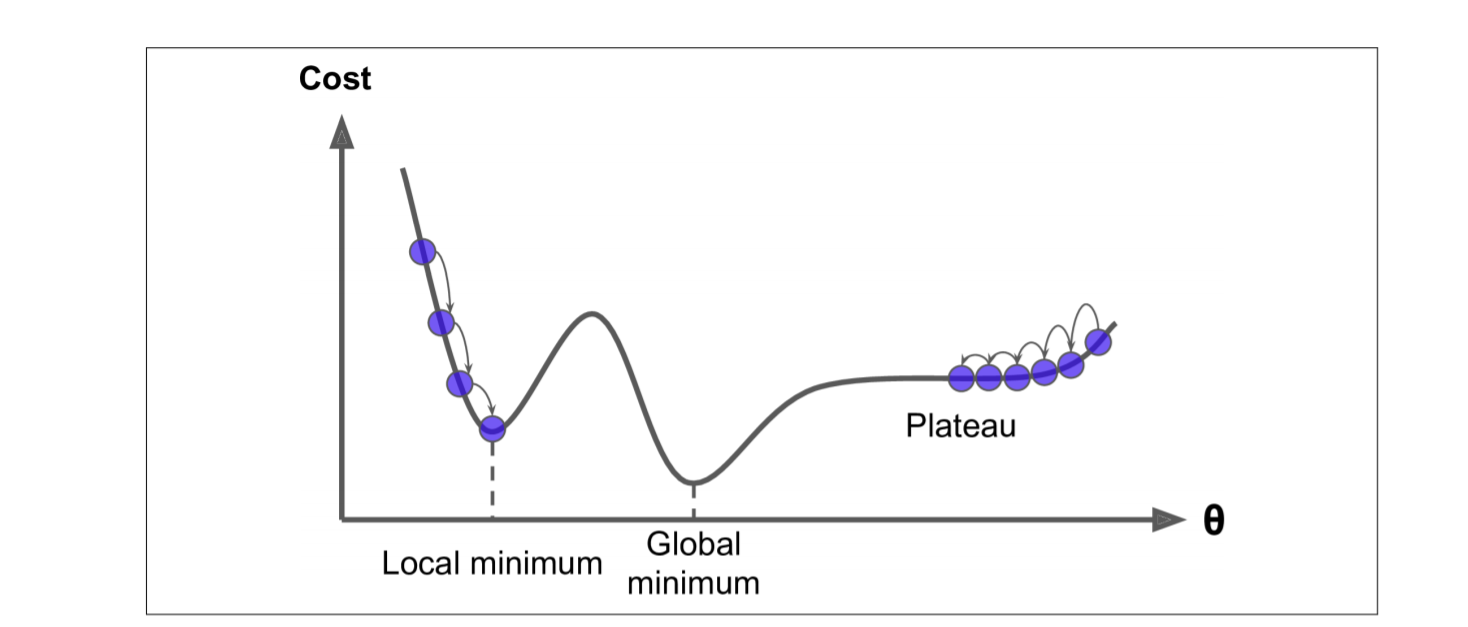 Cost
Plateau
θ
Local minimum
Global
minimum